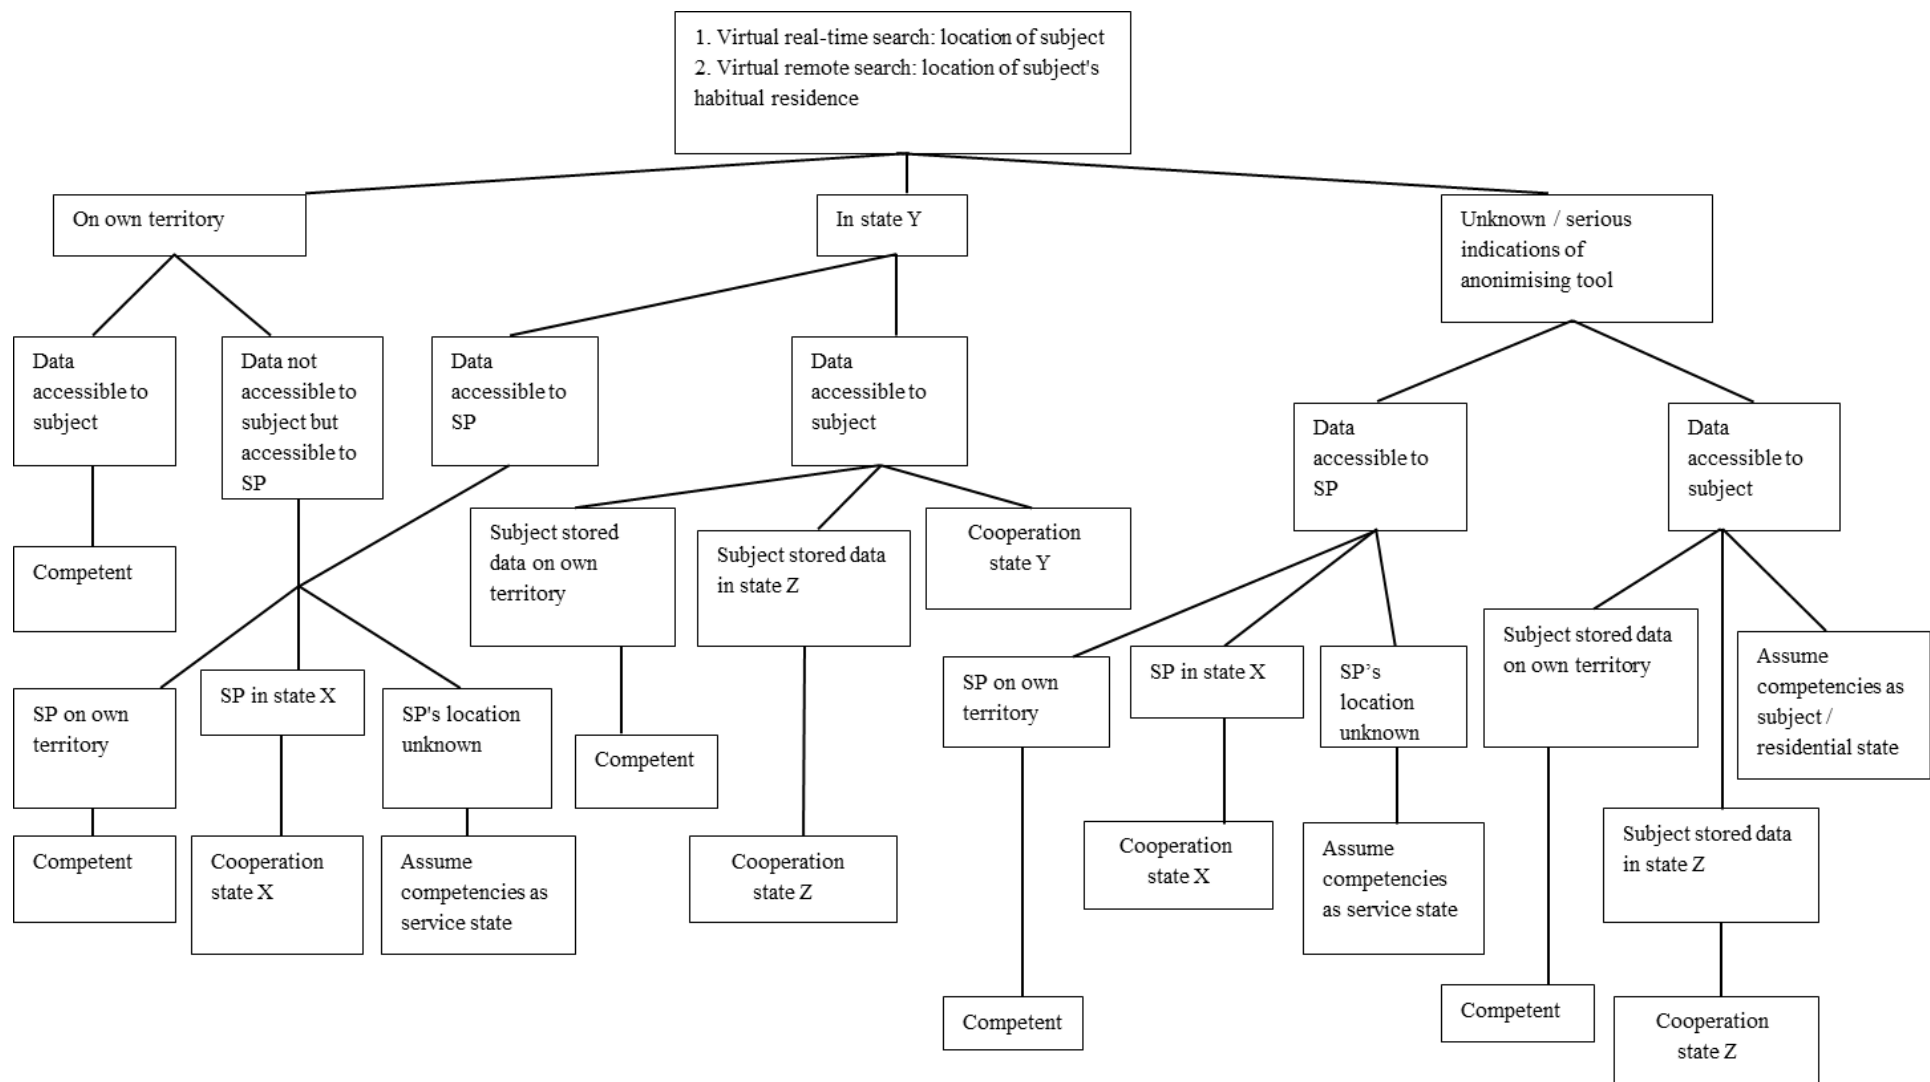 1. Virtual real-time search: location of subject
2. Virtual remote search: location of subject's
habitual residence
On own territory
In state Y
Unknown / serious
indications of
anonimising tool
Data
accessible to
subject
Data not
accessible to
subject but
accessible to
SP
Data
accessible to
SP
Data
accessible to
subject
Data
accessible to
SP
Data
accessible to
subject
Competent
Subject stored
data on own
territory
Subject stored data
in state Z
Cooperation
state Y
SP on own
territory
SP in state X
SP's location
unknown
Competent
SP on own
territory
SP in state X
SP’s
location
unknown
Subject stored data
on own territory
Assume
competencies as
subject /
residential state
Competent
Cooperation
state X
Assume
competencies as
service state
Cooperation
state Z
Cooperation
state X
Assume
competencies
as service state
Subject stored data
in state Z
Competent
Competent
Cooperation
state Z